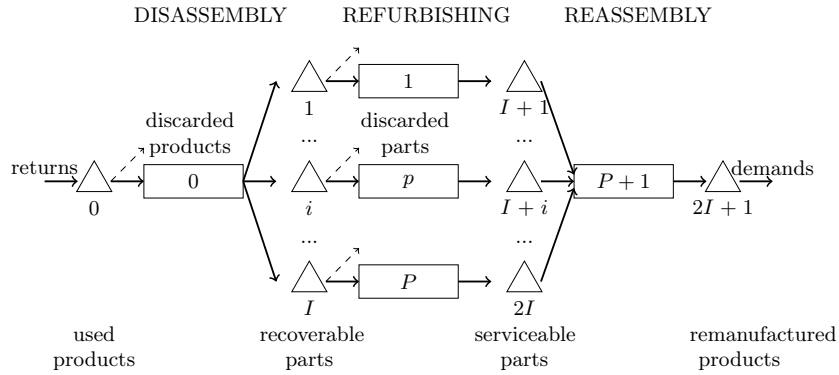 DISASSEMBLY REFURBISHING REASSEMBLY
1
1
I + 1
discarded
products
...
discarded
parts
...
returns
0
0
i
p
I + i
P + 1
demands
2I + 1
...
...
I
P
2I
used
products
recoverable
parts
serviceable
parts
remanufactured
products